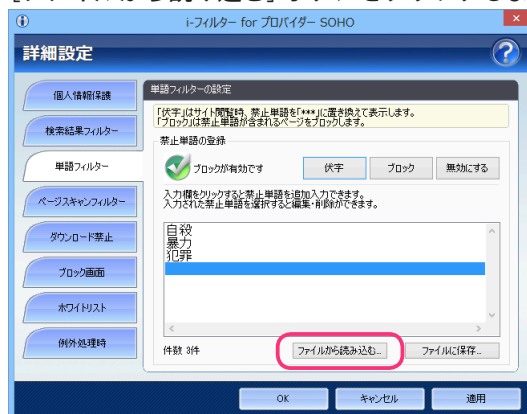 i-フィルター for プロバイダー SOHO
詳細設定
個人情報保護
検索結果フィルター
単語フィルター
ページスキャンフィルター
ダウンロード禁止
ブロック画面
ホワイトリスト
例外処理時
単語フィルターの設定
「伏字」はサイト閲覧時、禁止単語を「***」に置き換えて表示します。
「ブロック」は禁止単語が含まれるページをブロックします。
禁止単語の登録
ブロックが有効です
伏字
ブロック
無効にする
入力欄をクリックすると禁止単語を追加入力できます。
入力された禁止単語を選択すると編集・削除ができます。
自殺
暴力
犯罪
件数 3件
ファイルから読み込む...
ファイルに保存...
OK
キャンセル
適用